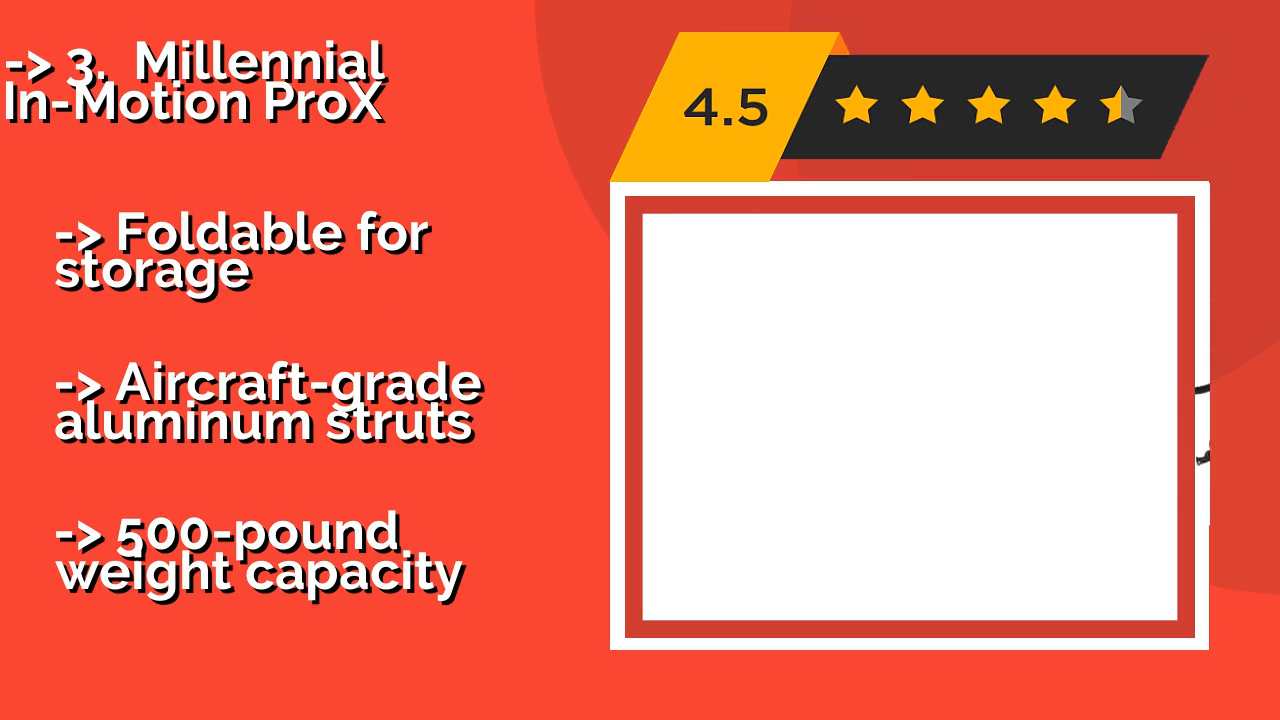 -> 3. Millennial
In-Motion ProX
4.5
-> Foldable for
storage
-> Aircraft-grade
aluminum struts
-> 500-pound
weight capacity